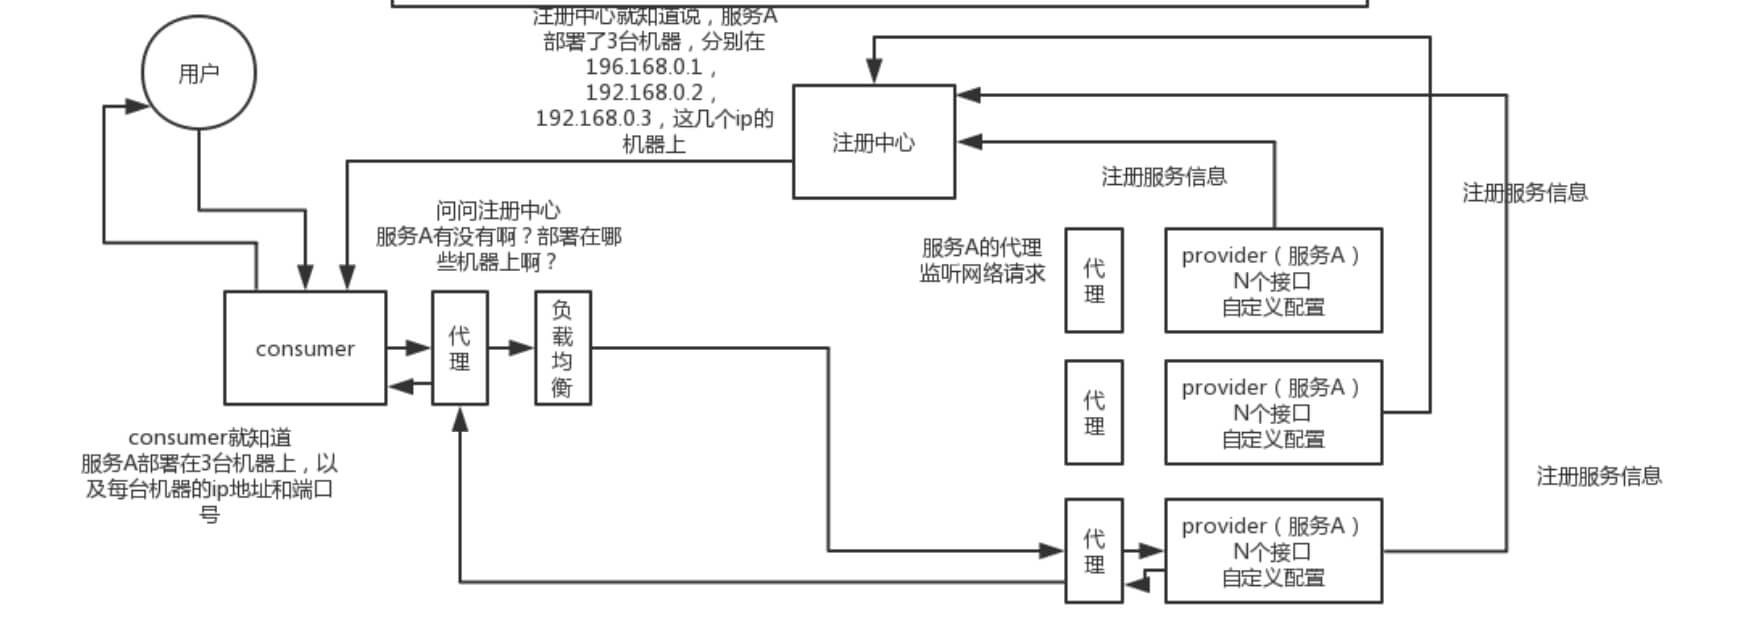 注册中心就知道说，服务A
部署了3台机器，分别在
196.168.0.1，
192.168.0.2，
192.168.0.3，这几个ip的
机器上
用户
注册中心
注册服务信息
注册服务信息
问问注册中心
服务A有没有啊？部署在哪
些机器上啊？
服务A的代理
监听网络请求
代
理
provider（服务A）
N个接口
自定义配置
consumer
代
理
负
载
均
衡
代
理
provider（服务A）
N个接口
自定义配置
consumer就知道
服务A部署在3台机器上，以
及每台机器的ip地址和端口
号
注册服务信息
代
理
provider（服务A）
N个接口
自定义配置